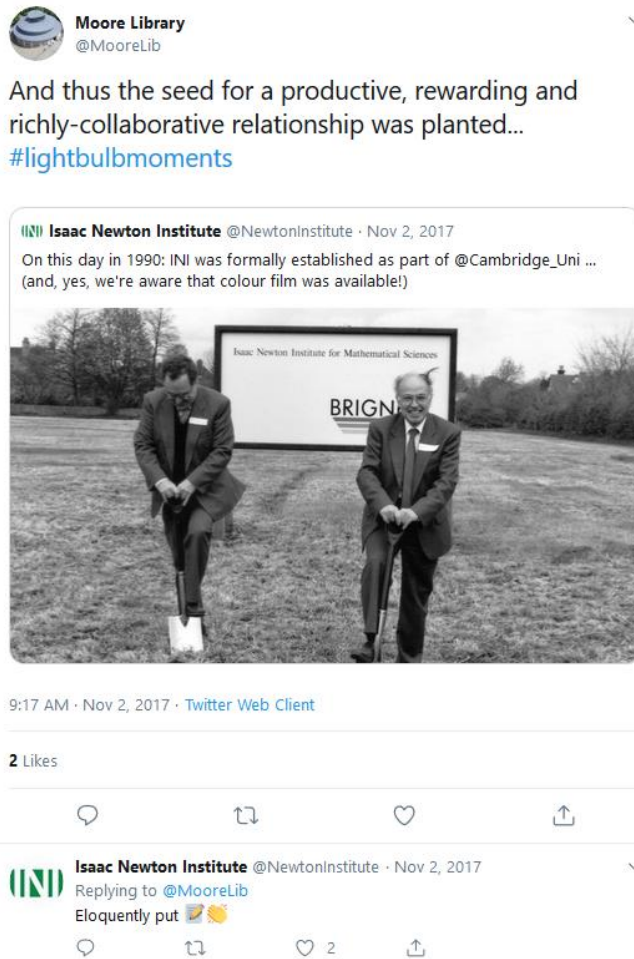 Moore Library
@MooreLib
And thus the seed for a productive, rewarding and
richly-collaborative relationship was planted...
#lightbulbmoments
INI Isaac Newton Institute @NewtonInstitute · Nov 2, 2017
On this day in 1990: INI was formally established as part of @Cambridge_Uni ...
(and, yes, we're aware that colour film was available!)
Isaac Newton Institute for Mathematical Sciences
BRIGN
9:17 AM · Nov 2, 2017 · Twitter Web Client
2 Likes
INI
Isaac Newton Institute @NewtonInstitute · Nov 2, 2017
Replying to @MooreLib
Eloquently put 📝👏
2